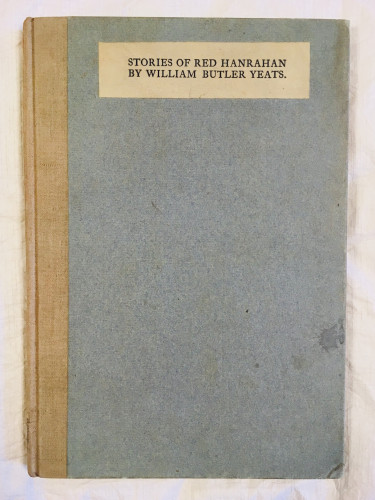 STORIES OF RED HANRAHAN
BY WILLIAM BUTLER YEATS.